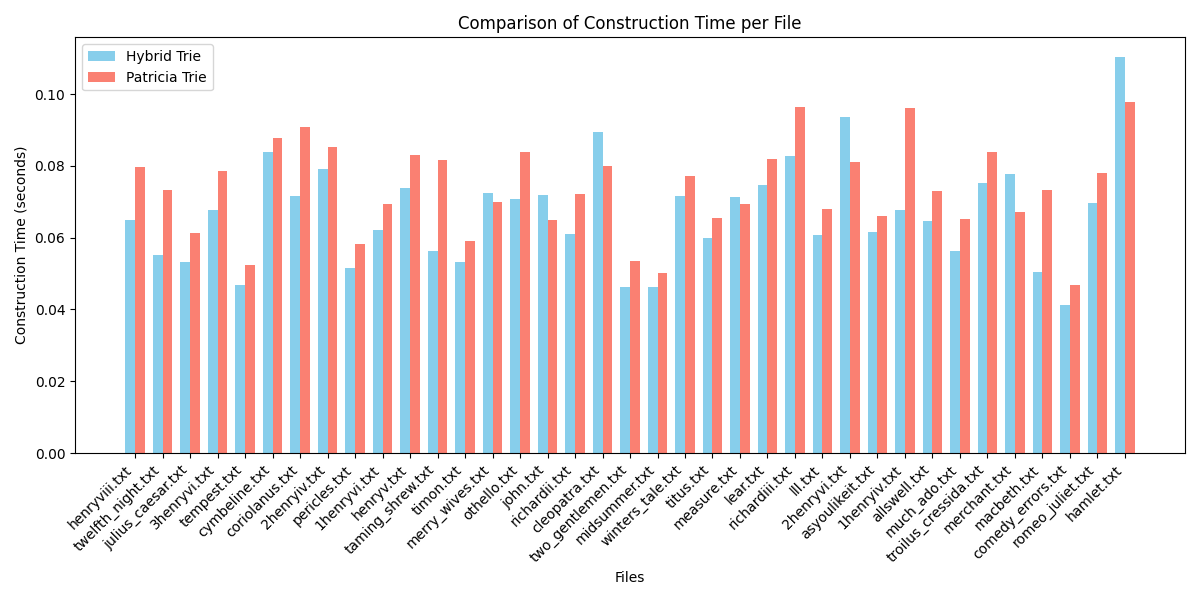 Comparison of Construction Time per File
Hybrid Trie
Patricia Trie
Construction Time (seconds)
0.10
0.08
0.06
0.04
0.02
0.00
henryviii.txt
twelfth_night.txt
julius_caesar.txt
3henryvi.txt
tempest.txt
cymbeline.txt
coriolanus.txt
2henryiv.txt
pericles.txt
1henryvi.txt
henryv.txt
taming_shrew.txt
timon.txt
merry_wives.txt
othello.txt
john.txt
richardii.txt
cleopatra.txt
two_gentlemen.txt
midsummer.txt
winters_tale.txt
titus.txt
measure.txt
lear.txt
richardiii.txt
lll.txt
2henryvi.txt
asyoulikeit.txt
1henryiv.txt
allswell.txt
much_ado.txt
troilus_cressida.txt
merchant.txt
macbeth.txt
comedy_errors.txt
romeo_juliet.txt
hamlet.txt
Files